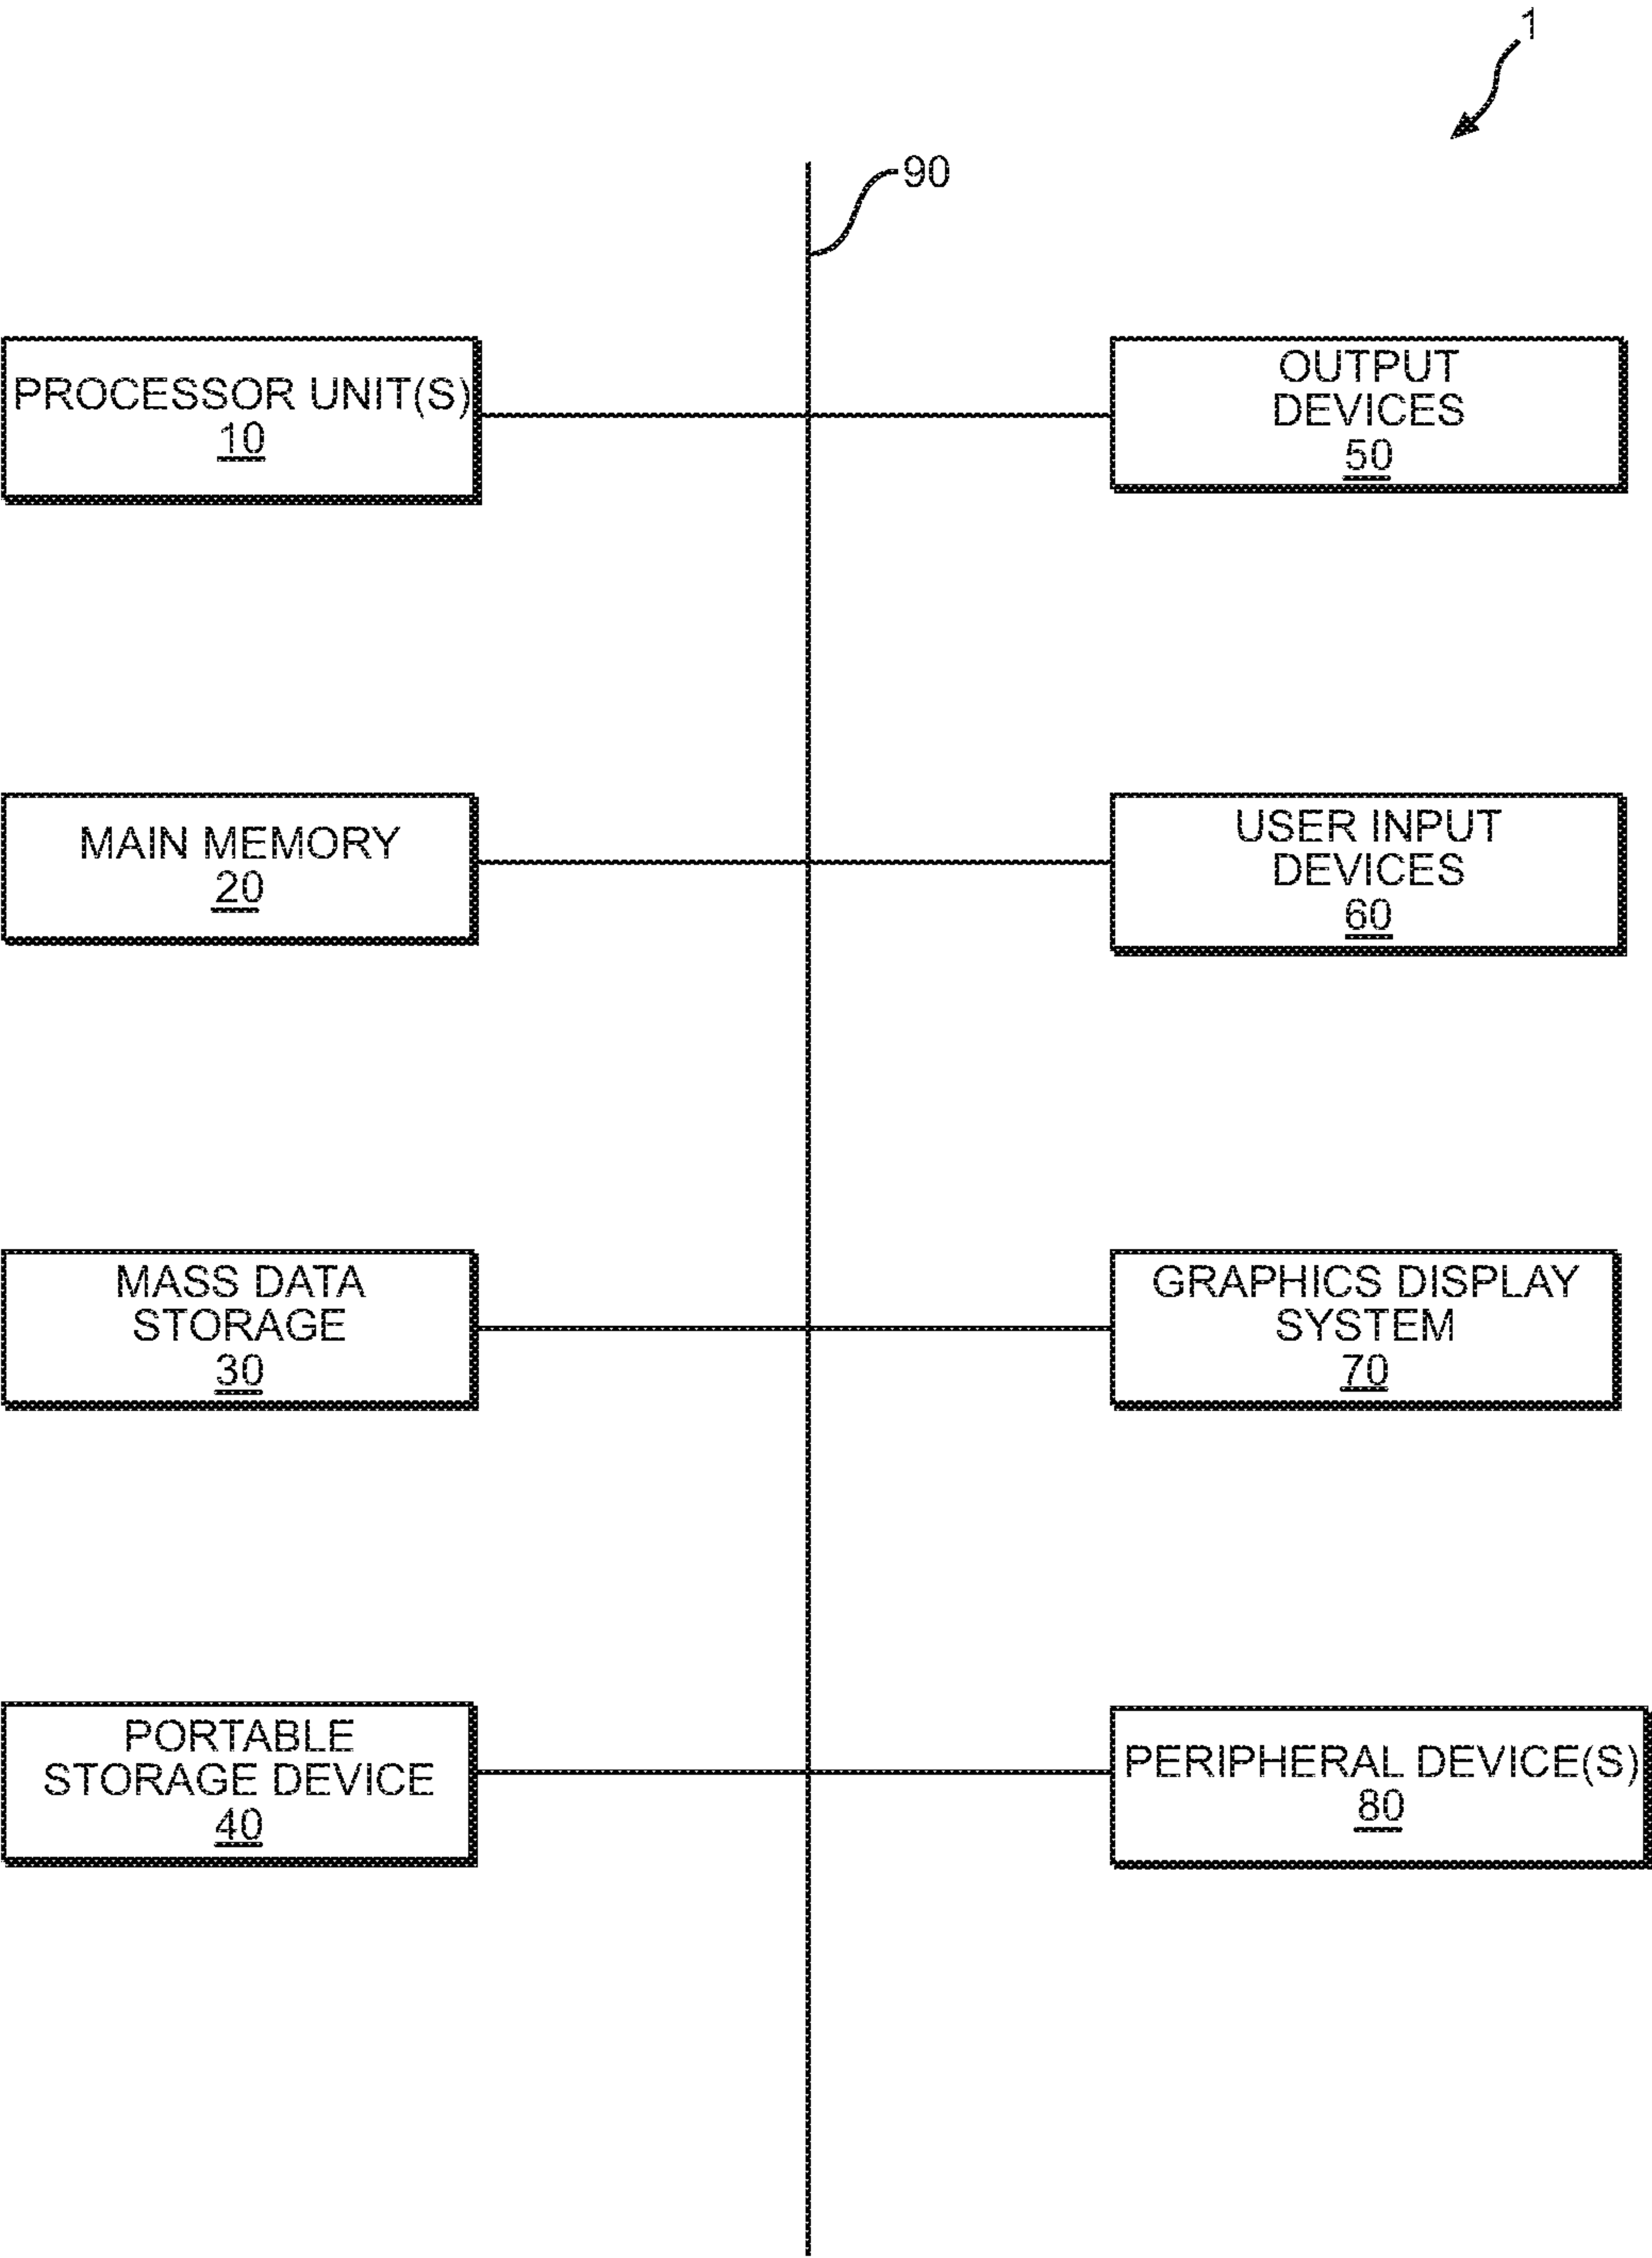 1
90
PROCESSOR UNIT(S)
10
OUTPUT
DEVICES
50
MAIN MEMORY
20
USER INPUT
DEVICES
60
MASS DATA
STORAGE
30
GRAPHICS DISPLAY
SYSTEM
70
PORTABLE
STORAGE DEVICE
40
PERIPHERAL DEVICE(S)
80